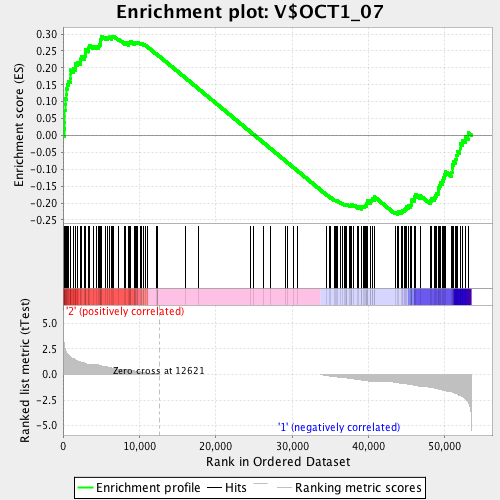 Enrichment plot: V$OCT1_07
Enrichment score (ES)
0.30
0.25
0.20
0.15
0.10
0.05
0.00
-0.05
-0.10
-0.15
-0.20
-0.25
'2' (positively correlated)
Ranked list metric (tTest)
5.0
2.5
0.0
-2.5
-5.0
Zero cross at 12621
'1' (negatively correlated)
0
10,000
20,000
30,000
40,000
50,000
Rank in Ordered Dataset
Enrichment profile
Hits
Ranking metric scores